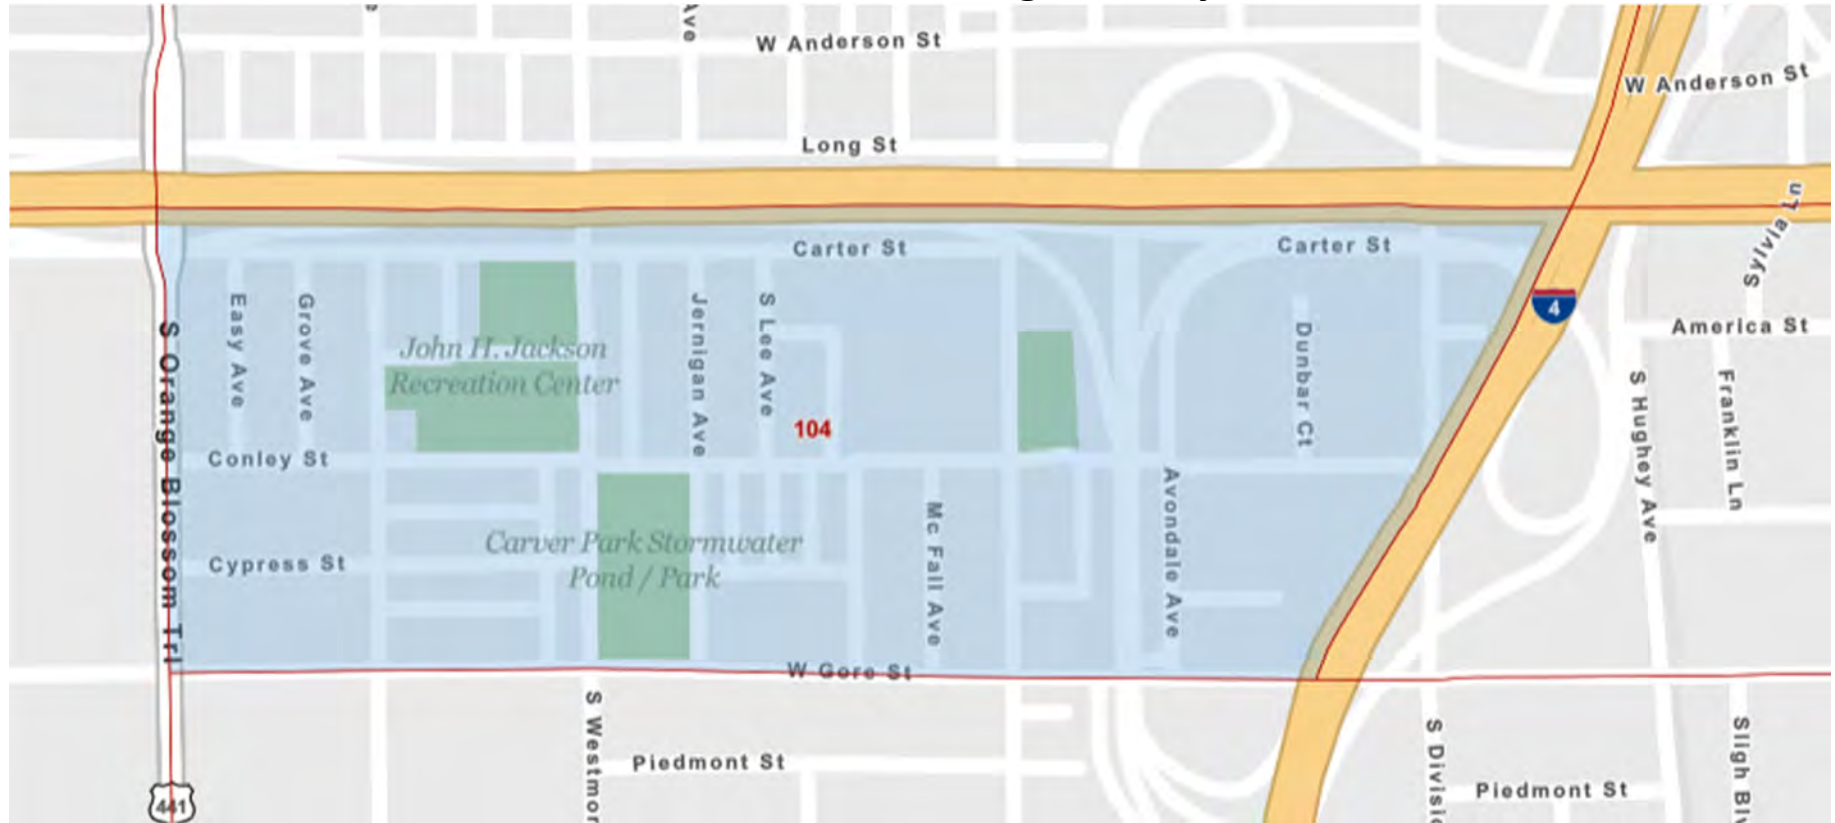 Ave
W Anderson St
W Anderson St
Long St
Sylvia Ln
Carter St
Carter St
Easy Ave
Grove Ave
Jernigan Ave
S Lee Ave
Dunbar Ct
4
America St
S Orange Blossom Trl
John H. Jackson
Recreation Center
104
S Hughey Ave
Franklin Ln
Conley St
Mc Fall Ave
Avondale Ave
Carver Park Stormwater
Pond / Park
Cypress St
W Gore St
S Westmor
Piedmont St
S Divisi
Sligh Bl
Piedmont St
441